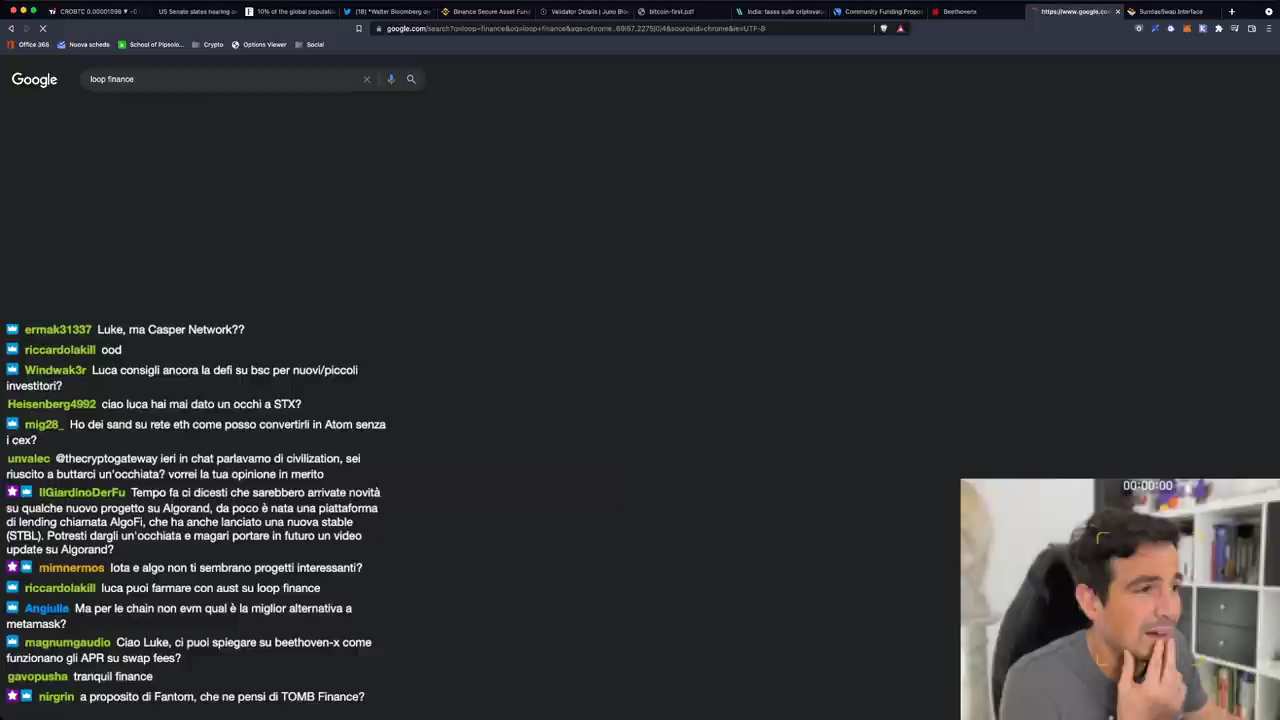 CROBTC 0.00001098 ▼ +0
US Senate states hearing an
10% of the global populatio
(18) *Walter Bloomberg on
Binance Secure Asset Fund
Validator Details | Juno Blo
bitcoin-first.pdf
India: tassa sulle criptovalu
Community Funding Propo
Beethovenx
https://www.google.com
SundaeSwap Interface
google.com/search?q=loop+finance&oq=loop+finance&aqs=chrome..69i57.2275j0j4&sourceid=chrome&ie=UTF-8
Office 365
Nuova scheda
School of Pipsolo...
Crypto
Options Viewer
Social
Google
loop finance
ermak31337 Luke, ma Casper Network??
riccardolakill ood
Windwak3r Luca consigli ancora la defi su bsc per nuovi/piccoli
investitori?
Heisenberg4992 ciao luca hai mai dato un occhi a STX?
mig28_ Ho dei sand su rete eth come posso convertirli in Atom senza
i cex?
unvalec @thecryptogateway ieri in chat parlavamo di civilization, sei
riuscito a buttarci un'occhiata? vorrei la tua opinione in merito
IlGiardinoDerFu Tempo fa ci dicesti che sarebbero arrivate novità
su qualche nuovo progetto su Algorand, da poco è nata una piattaforma
di lending chiamata AlgoFi, che ha anche lanciato una nuova stable
(STBL). Potresti dargli un'occhiata e magari portare in futuro un video
update su Algorand?
mimnermos Iota e algo non ti sembrano progetti interessanti?
riccardolakill luca puoi farmare con aust su loop finance
Angiulia Ma per le chain non evm qual è la miglior alternativa a
metamask?
magnumgaudio Ciao Luke, ci puoi spiegare su beethoven-x come
funzionano gli APR su swap fees?
gavopusha tranquil finance
nirgrin a proposito di Fantom, che ne pensi di TOMB Finance?
00:00:00